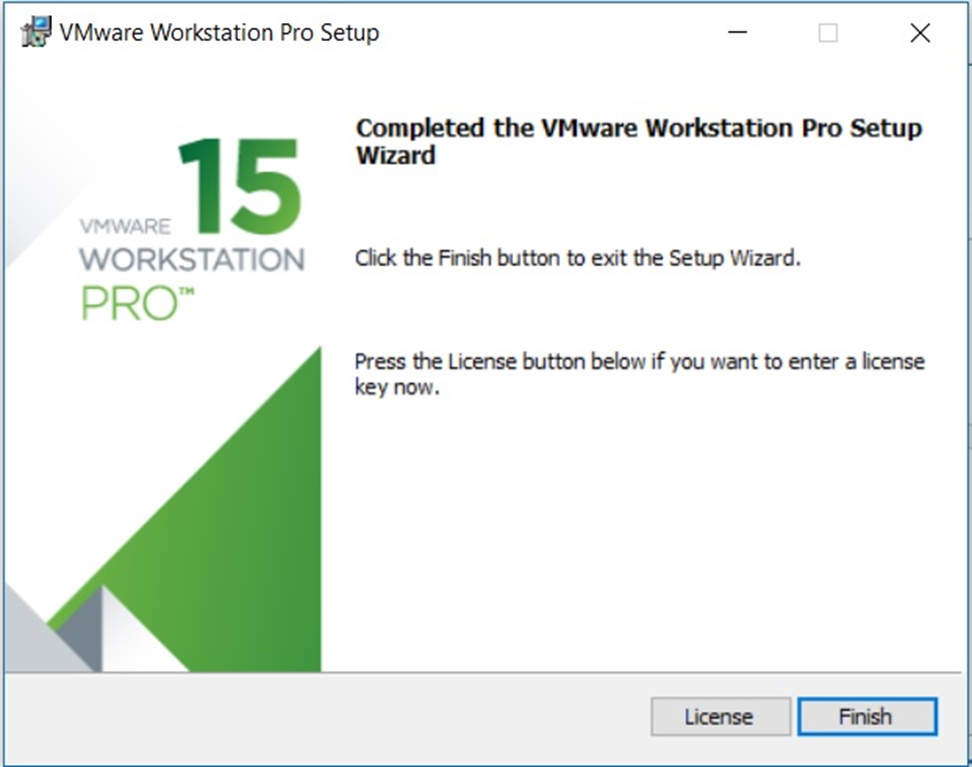 VMware Workstation Pro Setup
15
VMWARE
WORKSTATION
PRO™
Completed the VMware Workstation Pro Setup
Wizard
Click the Finish button to exit the Setup Wizard.
Press the License button below if you want to enter a license
key now.
License
Finish